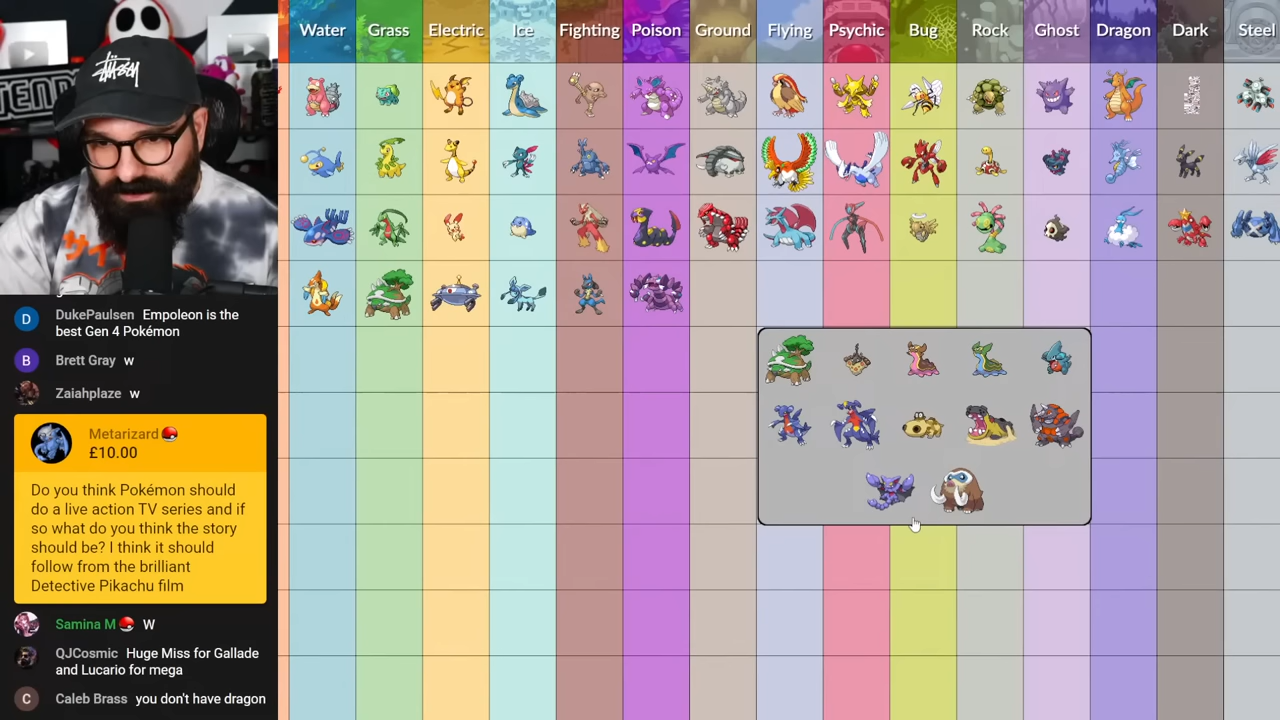 Water Grass Electric Ice Fighting Poison Ground Flying Psychic Bug Rock Ghost Dragon Dark Steel
STÜSSY
DukePaulsen Empoleon is the
best Gen 4 Pokémon
B Brett Gray w
Zaiahplaze w
Metarizard
£10.00
Do you think Pokémon should
do a live action TV series and if
so what do you think the story
should be? I think it should
follow from the brilliant
Detective Pikachu film
Samina M W
QJCosmic Huge Miss for Gallade
and Lucario for mega
C Caleb Brass you don't have dragon